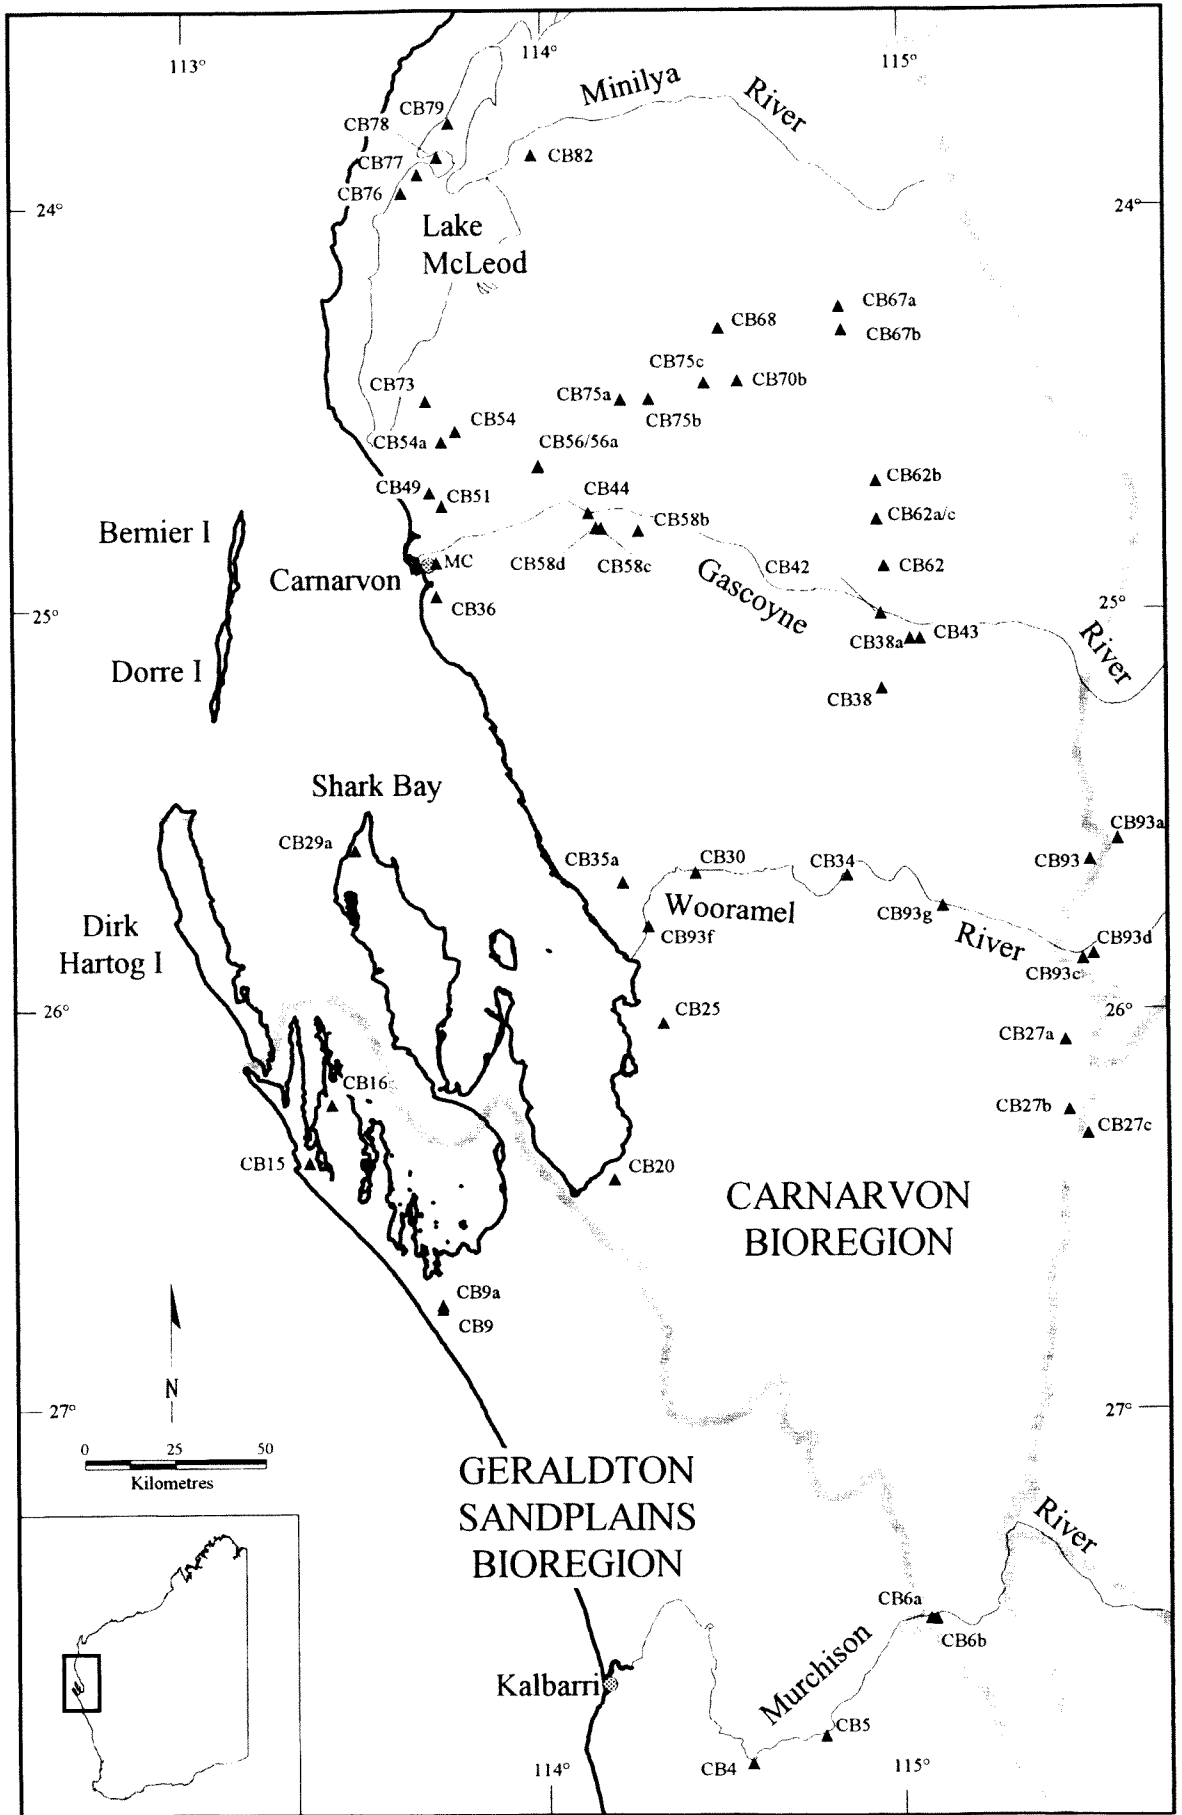 113°
114°
115°
Minilya
River
CB79
CB78
CB77
CB82
CB76
24°
24°
Lake
McLeod
CB67a
CB68
CB67b
CB75c
CB70b
CB73
CB75a
CB75b
CB54
CB54a
CB56/56a
CB62b
CB49
CB51
CB44
CB62a/c
CB58b
Bernier I
MC
CB58d
CB58c
CB42
CB62
Carnarvon
Gascoyne
CB36
25°
25°
CB43
CB38a
River
Dorre I
CB38
Shark Bay
CB93a
CB29a
CB35a
CB30
CB34
CB93
Wooramel
CB93g
Dirk
Hartog I
CB93f
River
CB93d
CB93c
CB25
26°
26°
CB27a
CB16
CB27b
CB27c
CB15
CB20
CARNARVON
BIOREGION
CB9a
CB9
N
27°
27°
0 25 50
Kilometres
GERALDTON
SANDPLAINS
BIOREGION
River
CB6a
CB6b
Murchison
Kalbarri
CB5
CB4
114°
115°